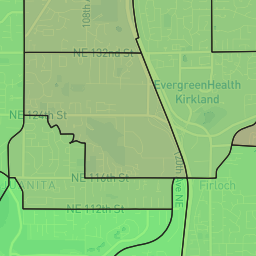 108th A
NE 132nd St
EvergreenHealth
Kirkland
NE 124th St
120th Ave NE
NE 116th St
Firloch
NITA
NE 112th St